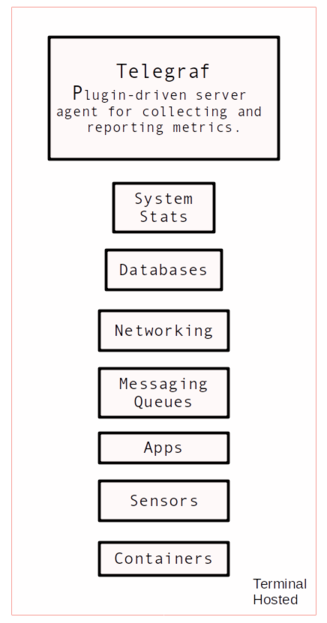 Telegraf
Plugin-driven server
agent for collecting and
reporting metrics.
System
Stats
Databases
Networking
Messaging
Queues
Apps
Sensors
Containers
Terminal
Hosted